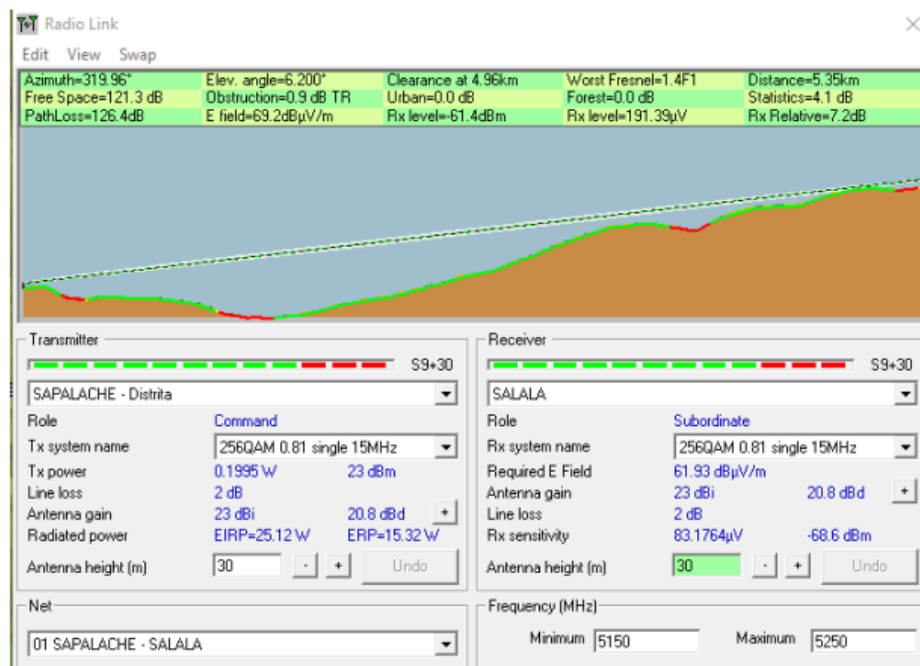 Radio Link
Edit View Swap
Azimuth=319.96° Elev. angle=6.200° Clearance at 4.96km Worst Fresnel=1.4F1 Distance=5.35km
Free Space=121.3 dB Obstruction=0.9 dB TR Urban=0.0 dB Forest=0.0 dB Statistics=4.1 dB
PathLoss=126.4dB E field=69.2dBµV/m Rx level=-61.4dBm Rx level=191.39µV Rx Relative=7.2dB
Transmitter
S9+30
SAPALACHE - Distrita
Role Command
Tx system name 256QAM 0.81 single 15MHz
Tx power 0.1995 W 23 dBm
Line loss 2 dB
Antenna gain 23 dBi 20.8 dBd +
Radiated power EIRP=25.12 W ERP=15.32 W
Antenna height (m) 30 - + Undo
Receiver
S9+30
SALALA
Role Subordinate
Rx system name 256QAM 0.81 single 15MHz
Required E Field 61.93 dBµV/m
Antenna gain 23 dBi 20.8 dBd +
Line loss 2 dB
Rx sensitivity 83.1764µV -68.6 dBm
Antenna height (m) 30 - + Undo
Net
01 SAPALACHE - SALALA
Frequency (MHz)
Minimum 5150 Maximum 5250